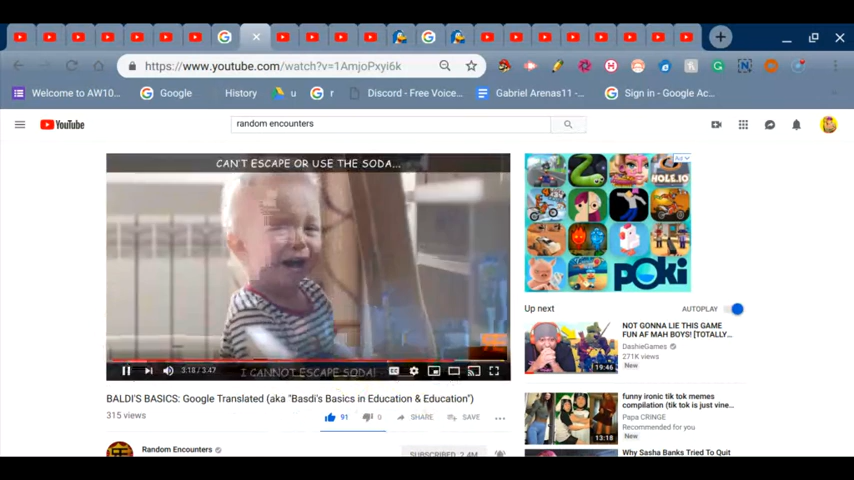 https://www.youtube.com/watch?v=1AmjoPxyi6k
Welcome to AW10...
Google
History
u
r
Discord - Free Voice...
Gabriel Arenas11 -...
Sign in - Google Ac...
YouTube
random encounters
CAN'T ESCAPE OR USE THE SODA...
I CANNOT ESCAPE SODA!
3:18 / 3:47
BALDI'S BASICS: Google Translated (aka "Basdi's Basics in Education & Education")
315 views
91
0
SHARE
SAVE
Random Encounters
SUBSCRIBED 2.4M
Ad
HOLE.IO
POKi
Up next
AUTOPLAY
NOT GONNA LIE THIS GAME
FUN AF MAH BOYS! [TOTALLY...
DashieGames
271K views
New
19:46
funny ironic tik tok memes
compilation (tik tok is just vine...
Papa CRINGE
Recommended for you
New
13:18
Why Sasha Banks Tried To Quit